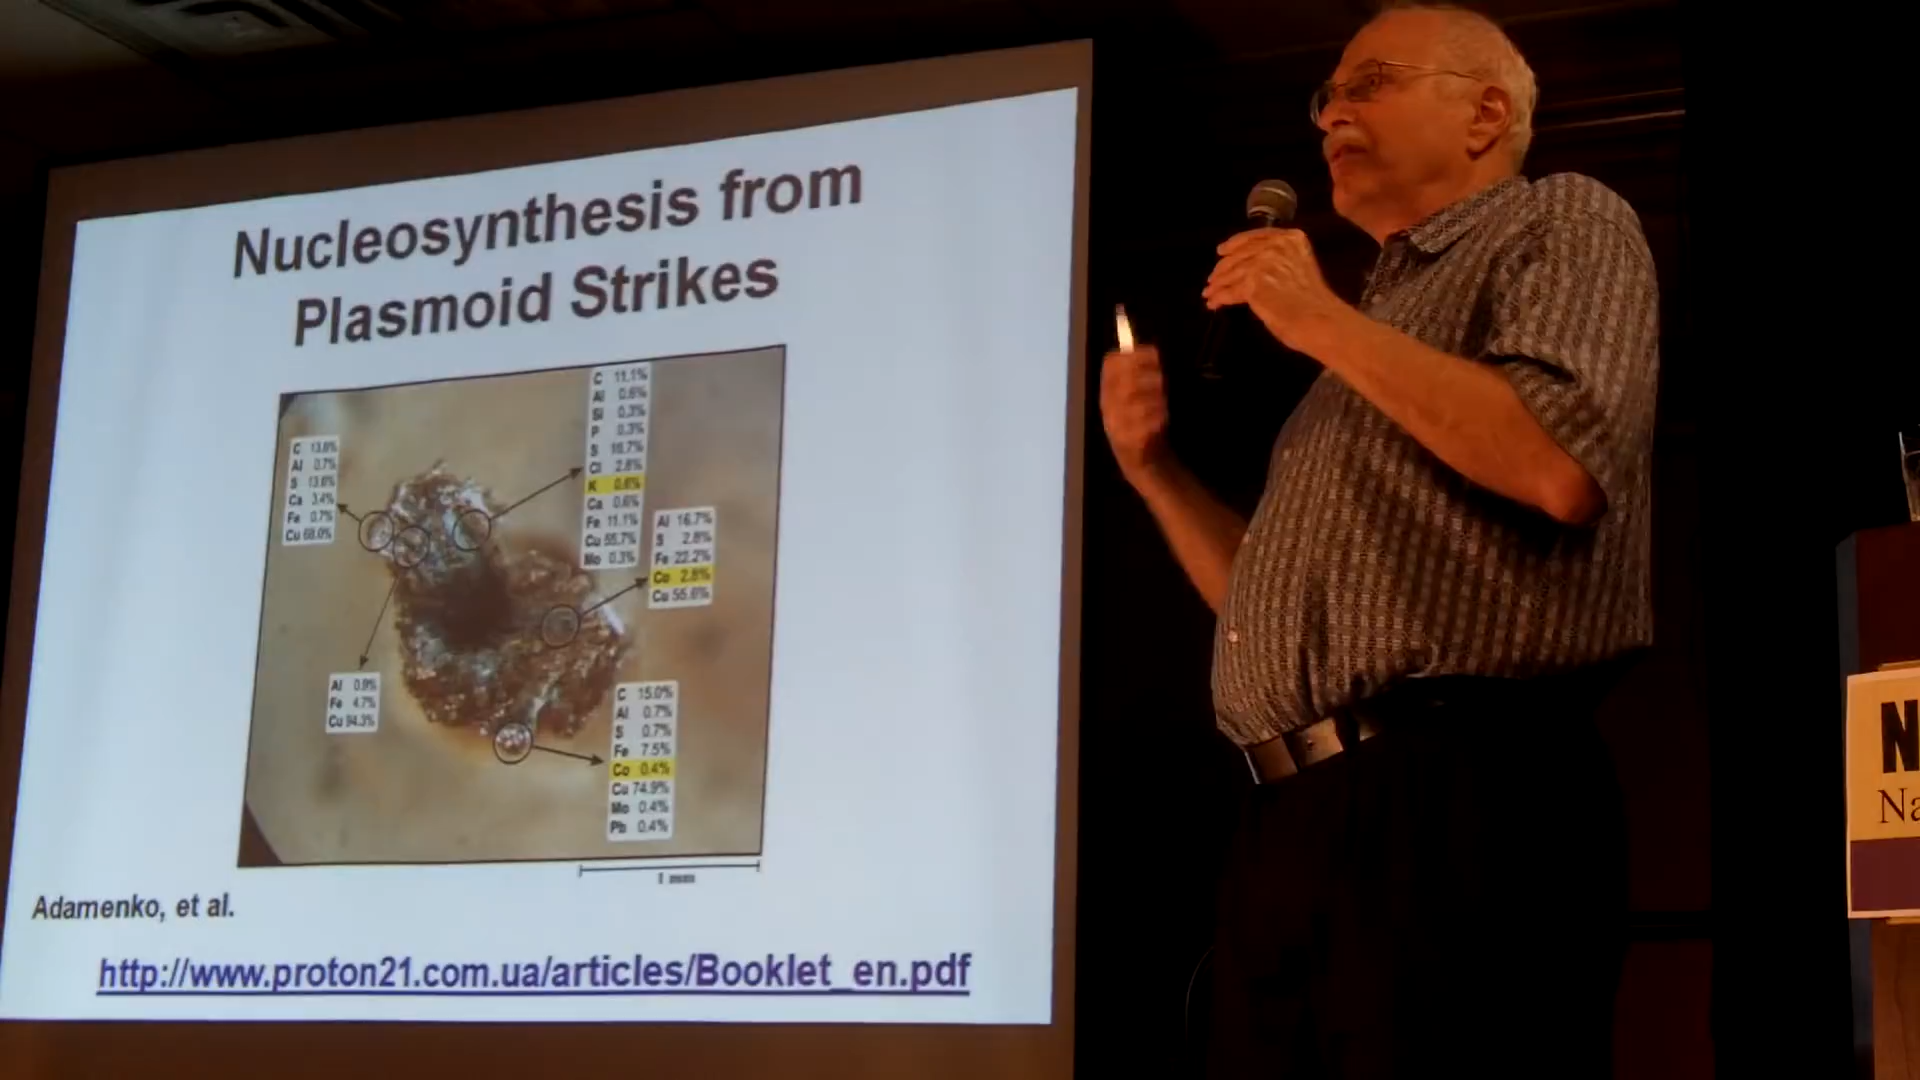 Nucleosynthesis from
Plasmoid Strikes
C 11.1%
Al 0.6%
Si 0.3%
P 0.3%
S 16.7%
Cl 2.8%
K 0.6%
Ca 0.6%
Fe 11.1%
Cu 55.7%
Mo 0.3%
C 13.6%
Al 0.7%
S 13.6%
Ca 3.4%
Fe 0.7%
Cu 68.0%
Al 16.7%
S 2.8%
Fe 22.2%
Co 2.8%
Cu 55.6%
Al 0.9%
Fe 4.7%
Cu 94.3%
C 15.0%
Al 0.7%
S 0.7%
Fe 7.5%
Co 0.4%
Cu 74.9%
Mo 0.4%
Pb 0.4%
1 mm
Adamenko, et al.
http://www.proton21.com.ua/articles/Booklet_en.pdf
N
Na